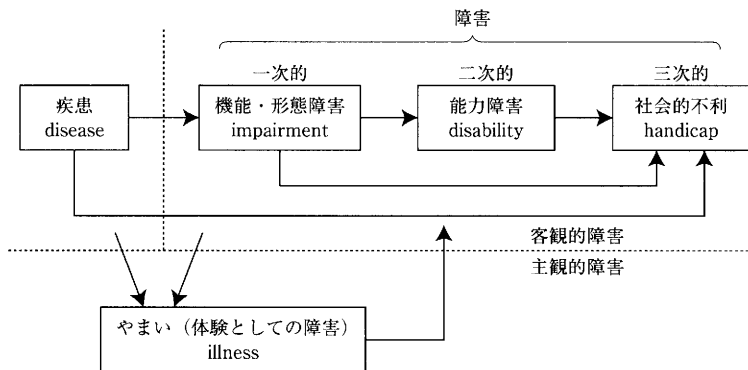 障害
一次的
二次的
三次的
疾患
disease
機能・形態障害
impairment
能力障害
disability
社会的不利
handicap
客観的障害
主観的障害
やまい（体験としての障害）
illness